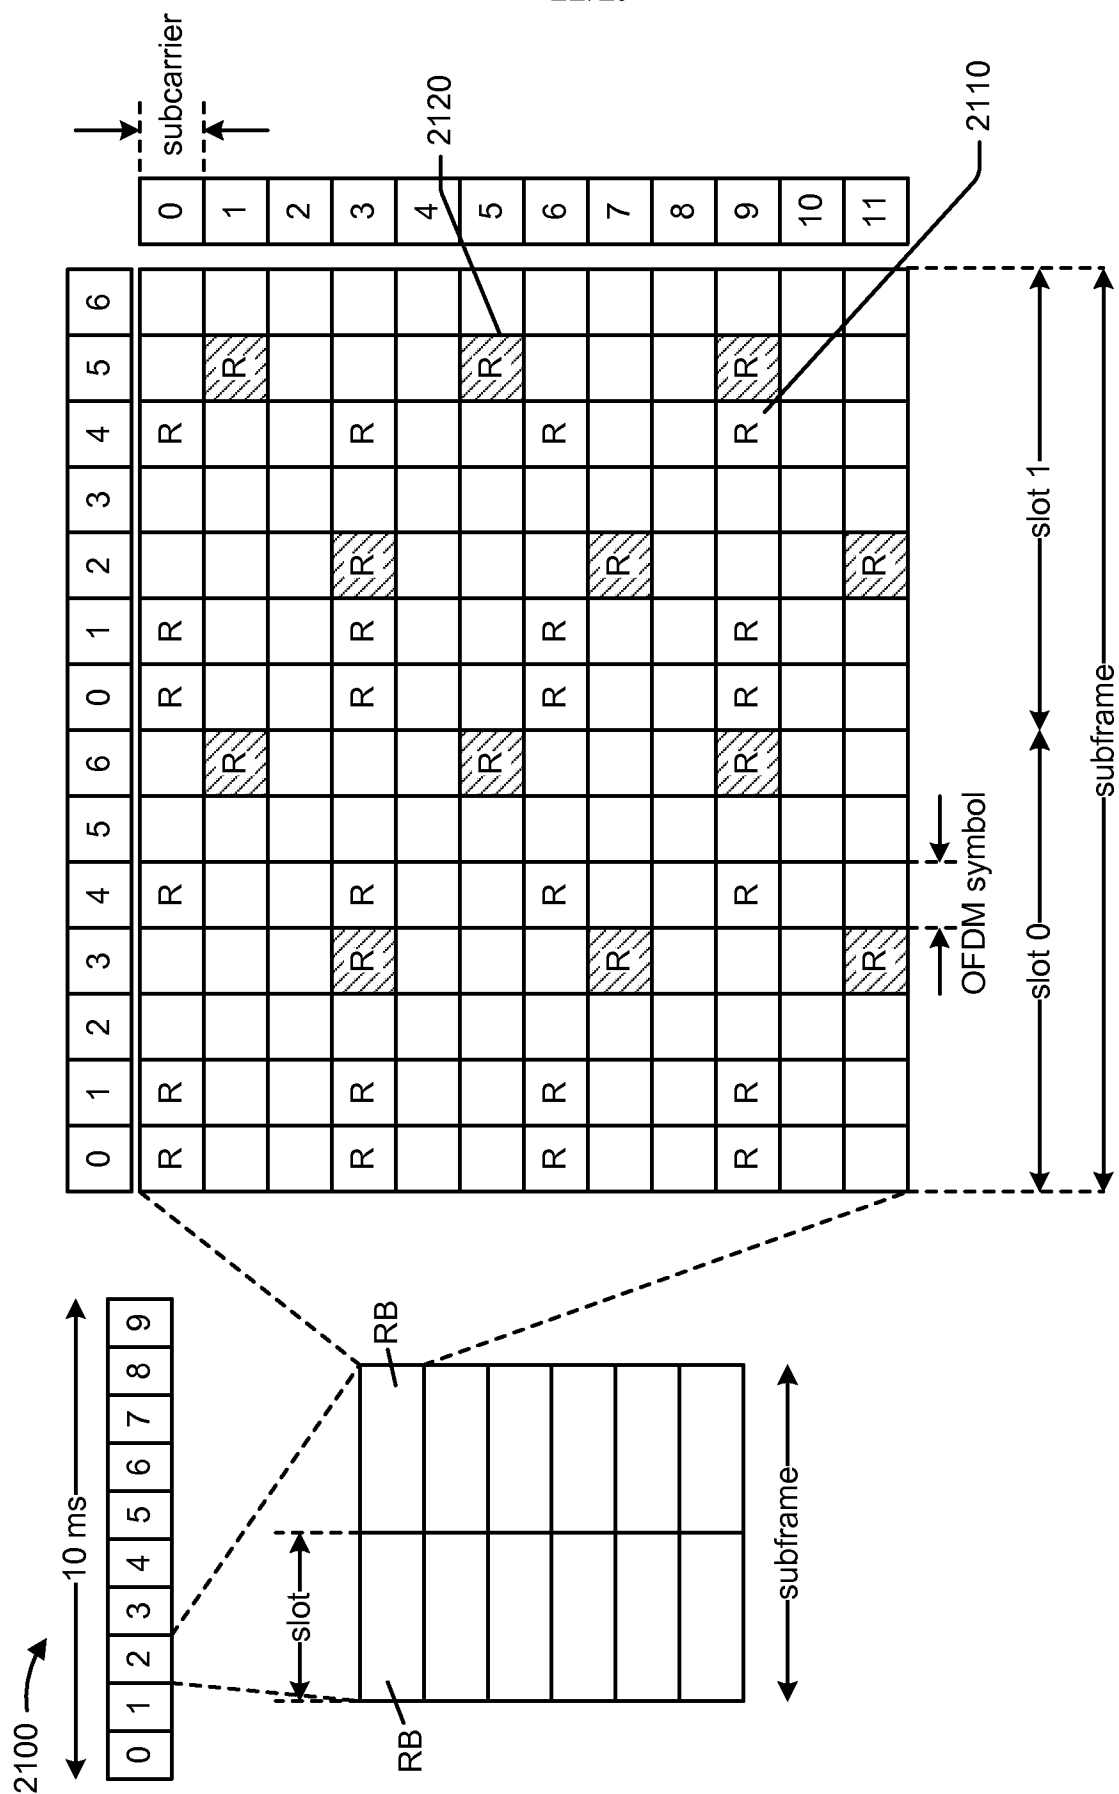 2100
10 ms
0 1 2 3 4 5 6 7 8 9
slot
RB
RB
subframe
0 1 2 3 4 5 6 0 1 2 3 4 5 6
subcarrier
R R R R R R 0
R R 1
2
R R R R R R R R 3
4
R R 5
2120
R R R R R R 6
R R 7
8
R R R R R R R R 9
10
R R 11
2110
OFDM symbol
slot 0
slot 1
subframe